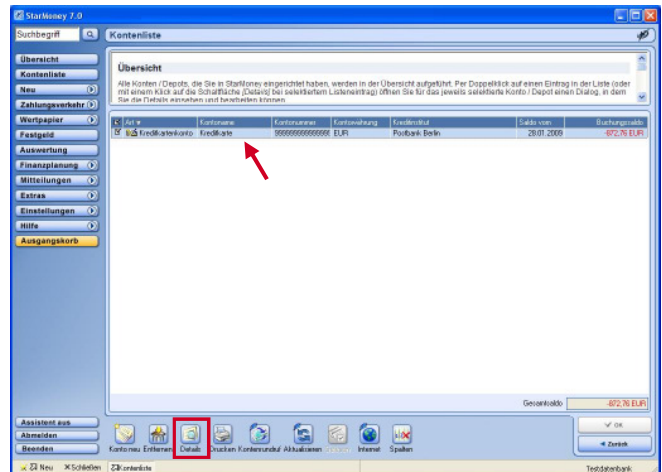 StarMoney 7.0
Suchbegriff
Kontenliste
Übersicht
Kontenliste
Neu
Zahlungsverkehr
Wertpapier
Festgeld
Auswertung
Finanzplanung
Mitteilungen
Extras
Einstellungen
Hilfe
Ausgangskorb
Übersicht
Alle Konten / Depots, die Sie in StarMoney eingerichtet haben, werden in der Übersicht aufgeführt. Per Doppelklick auf einen Eintrag in der Liste (oder
mit einem Klick auf die Schaltfläche [Details] bei selektiertem Listeneintrag) öffnen Sie für das jeweils selektierte Konto / Depot einen Dialog, in dem
Sie die Details einsehen und bearbeiten können.
Art Kontoname Kontonummer Kontowährung Kreditinstitut Saldo vom Buchungssaldo
Kreditkartenkonto Kreditkarte EUR Postbank Berlin 28.01.2009 -872,76 EUR
Gesamtsaldo -872,76 EUR
Assistent aus
Abmelden
Beenden
Konto neu Entfernen Details Drucken Kontenrundruf Aktualisieren Internet Spalten
OK
Zurück
Neu Schließen Kontenliste Testdatenbank